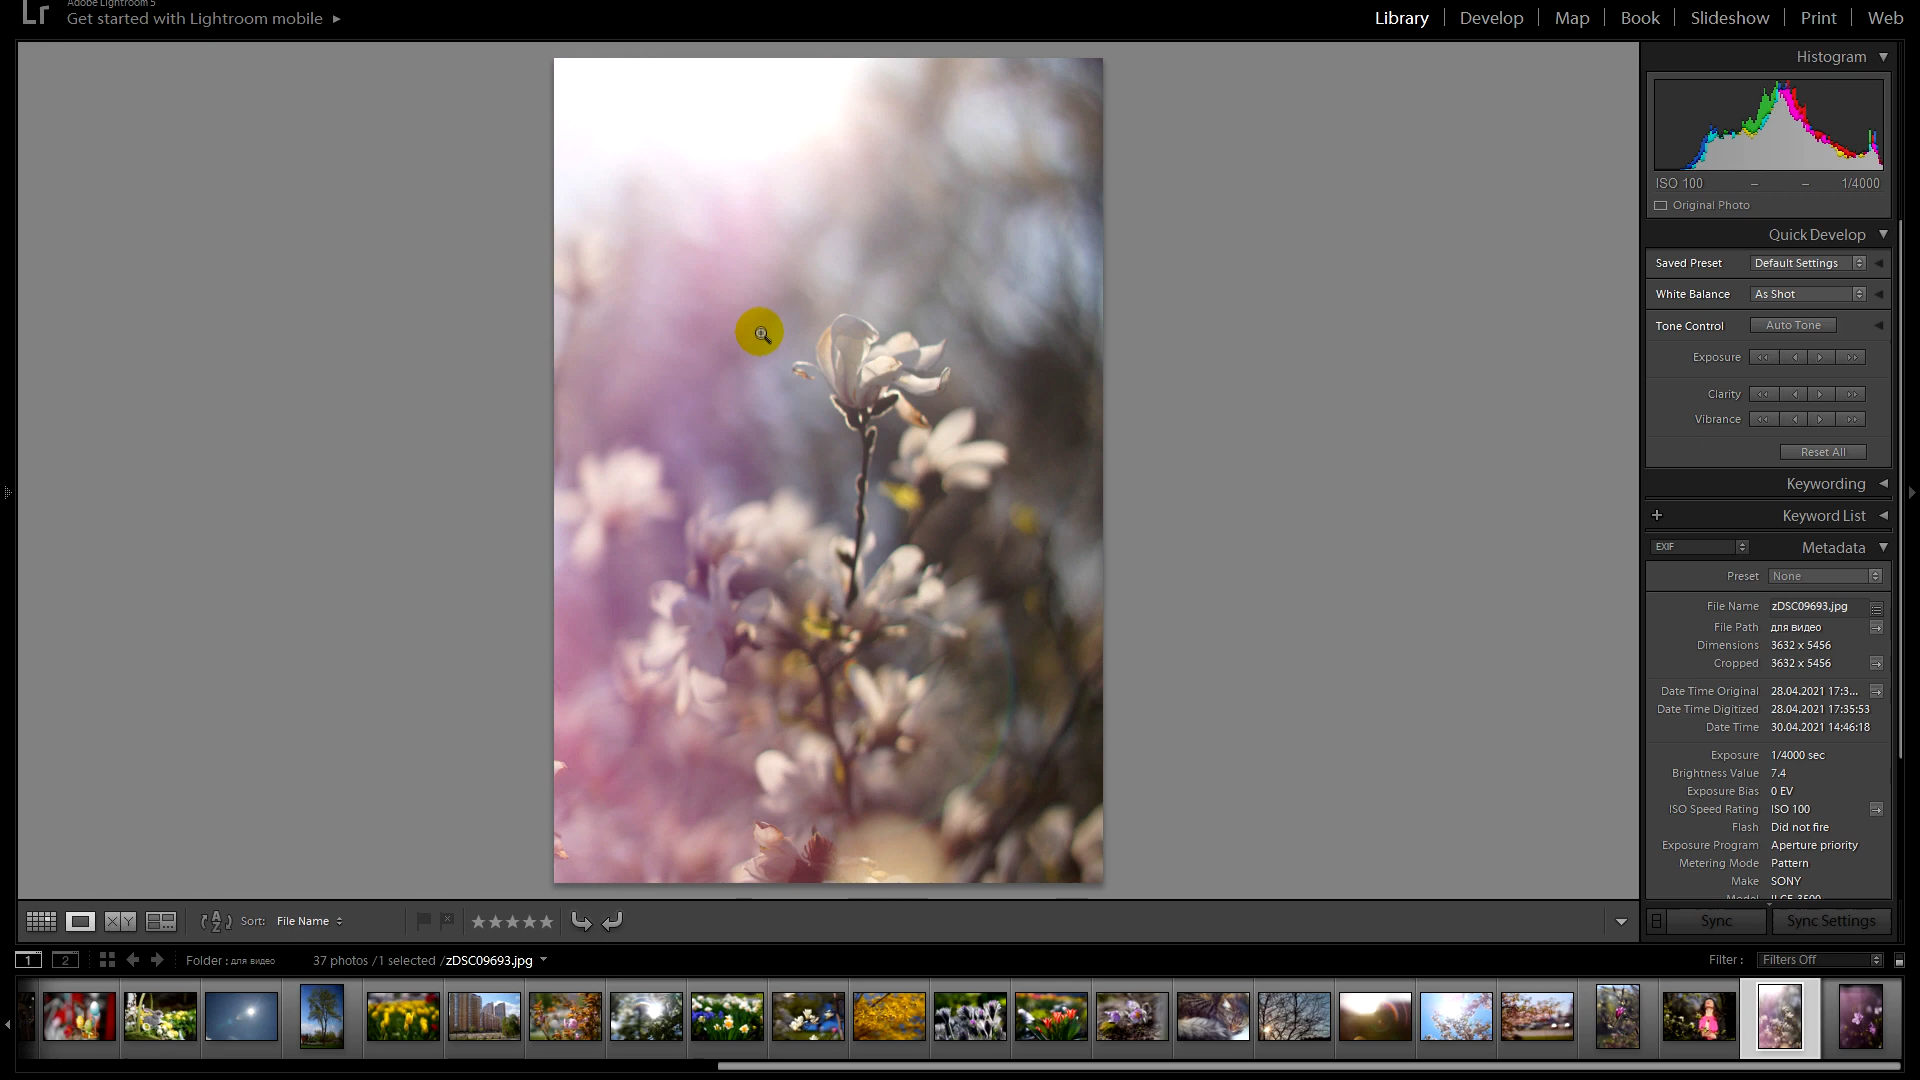 Lr
Adobe Lightroom 5
Get started with Lightroom mobile
Library | Develop | Map | Book | Slideshow | Print | Web
Histogram
ISO 100 – – 1/4000
Original Photo
Quick Develop
Saved Preset Default Settings
White Balance As Shot
Tone Control Auto Tone
Exposure
Clarity
Vibrance
Reset All
Keywording
+ Keyword List
EXIF Metadata
Preset None
File Name zDSC09693.jpg
File Path для видео
Dimensions 3632 x 5456
Cropped 3632 x 5456
Date Time Original 28.04.2021 17:3...
Date Time Digitized 28.04.2021 17:35:53
Date Time 30.04.2021 14:46:18
Exposure 1/4000 sec
Brightness Value 7.4
Exposure Bias 0 EV
ISO Speed Rating ISO 100
Flash Did not fire
Exposure Program Aperture priority
Metering Mode Pattern
Make SONY
XY Sort: File Name
Sync Sync Settings
1 2 Folder : для видео 37 photos / 1 selected / zDSC09693.jpg
Filter : Filters Off